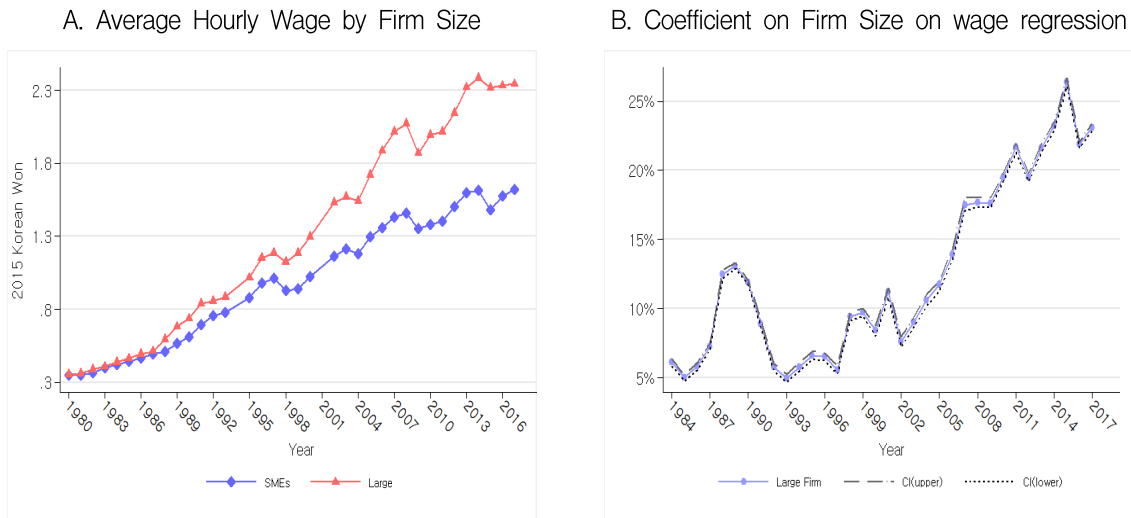 A. Average Hourly Wage by Firm Size
2015 Korean Won
2.3
1.8
1.3
.8
.3
1980 1983 1986 1989 1992 1995 1998 2001 2004 2007 2010 2013 2016
Year
SMEs Large
B. Coefficient on Firm Size on wage regression
25%
20%
15%
10%
5%
1984 1987 1990 1993 1996 1999 2002 2005 2008 2011 2014 2017
Year
Large Firm CI(upper) CI(lower)